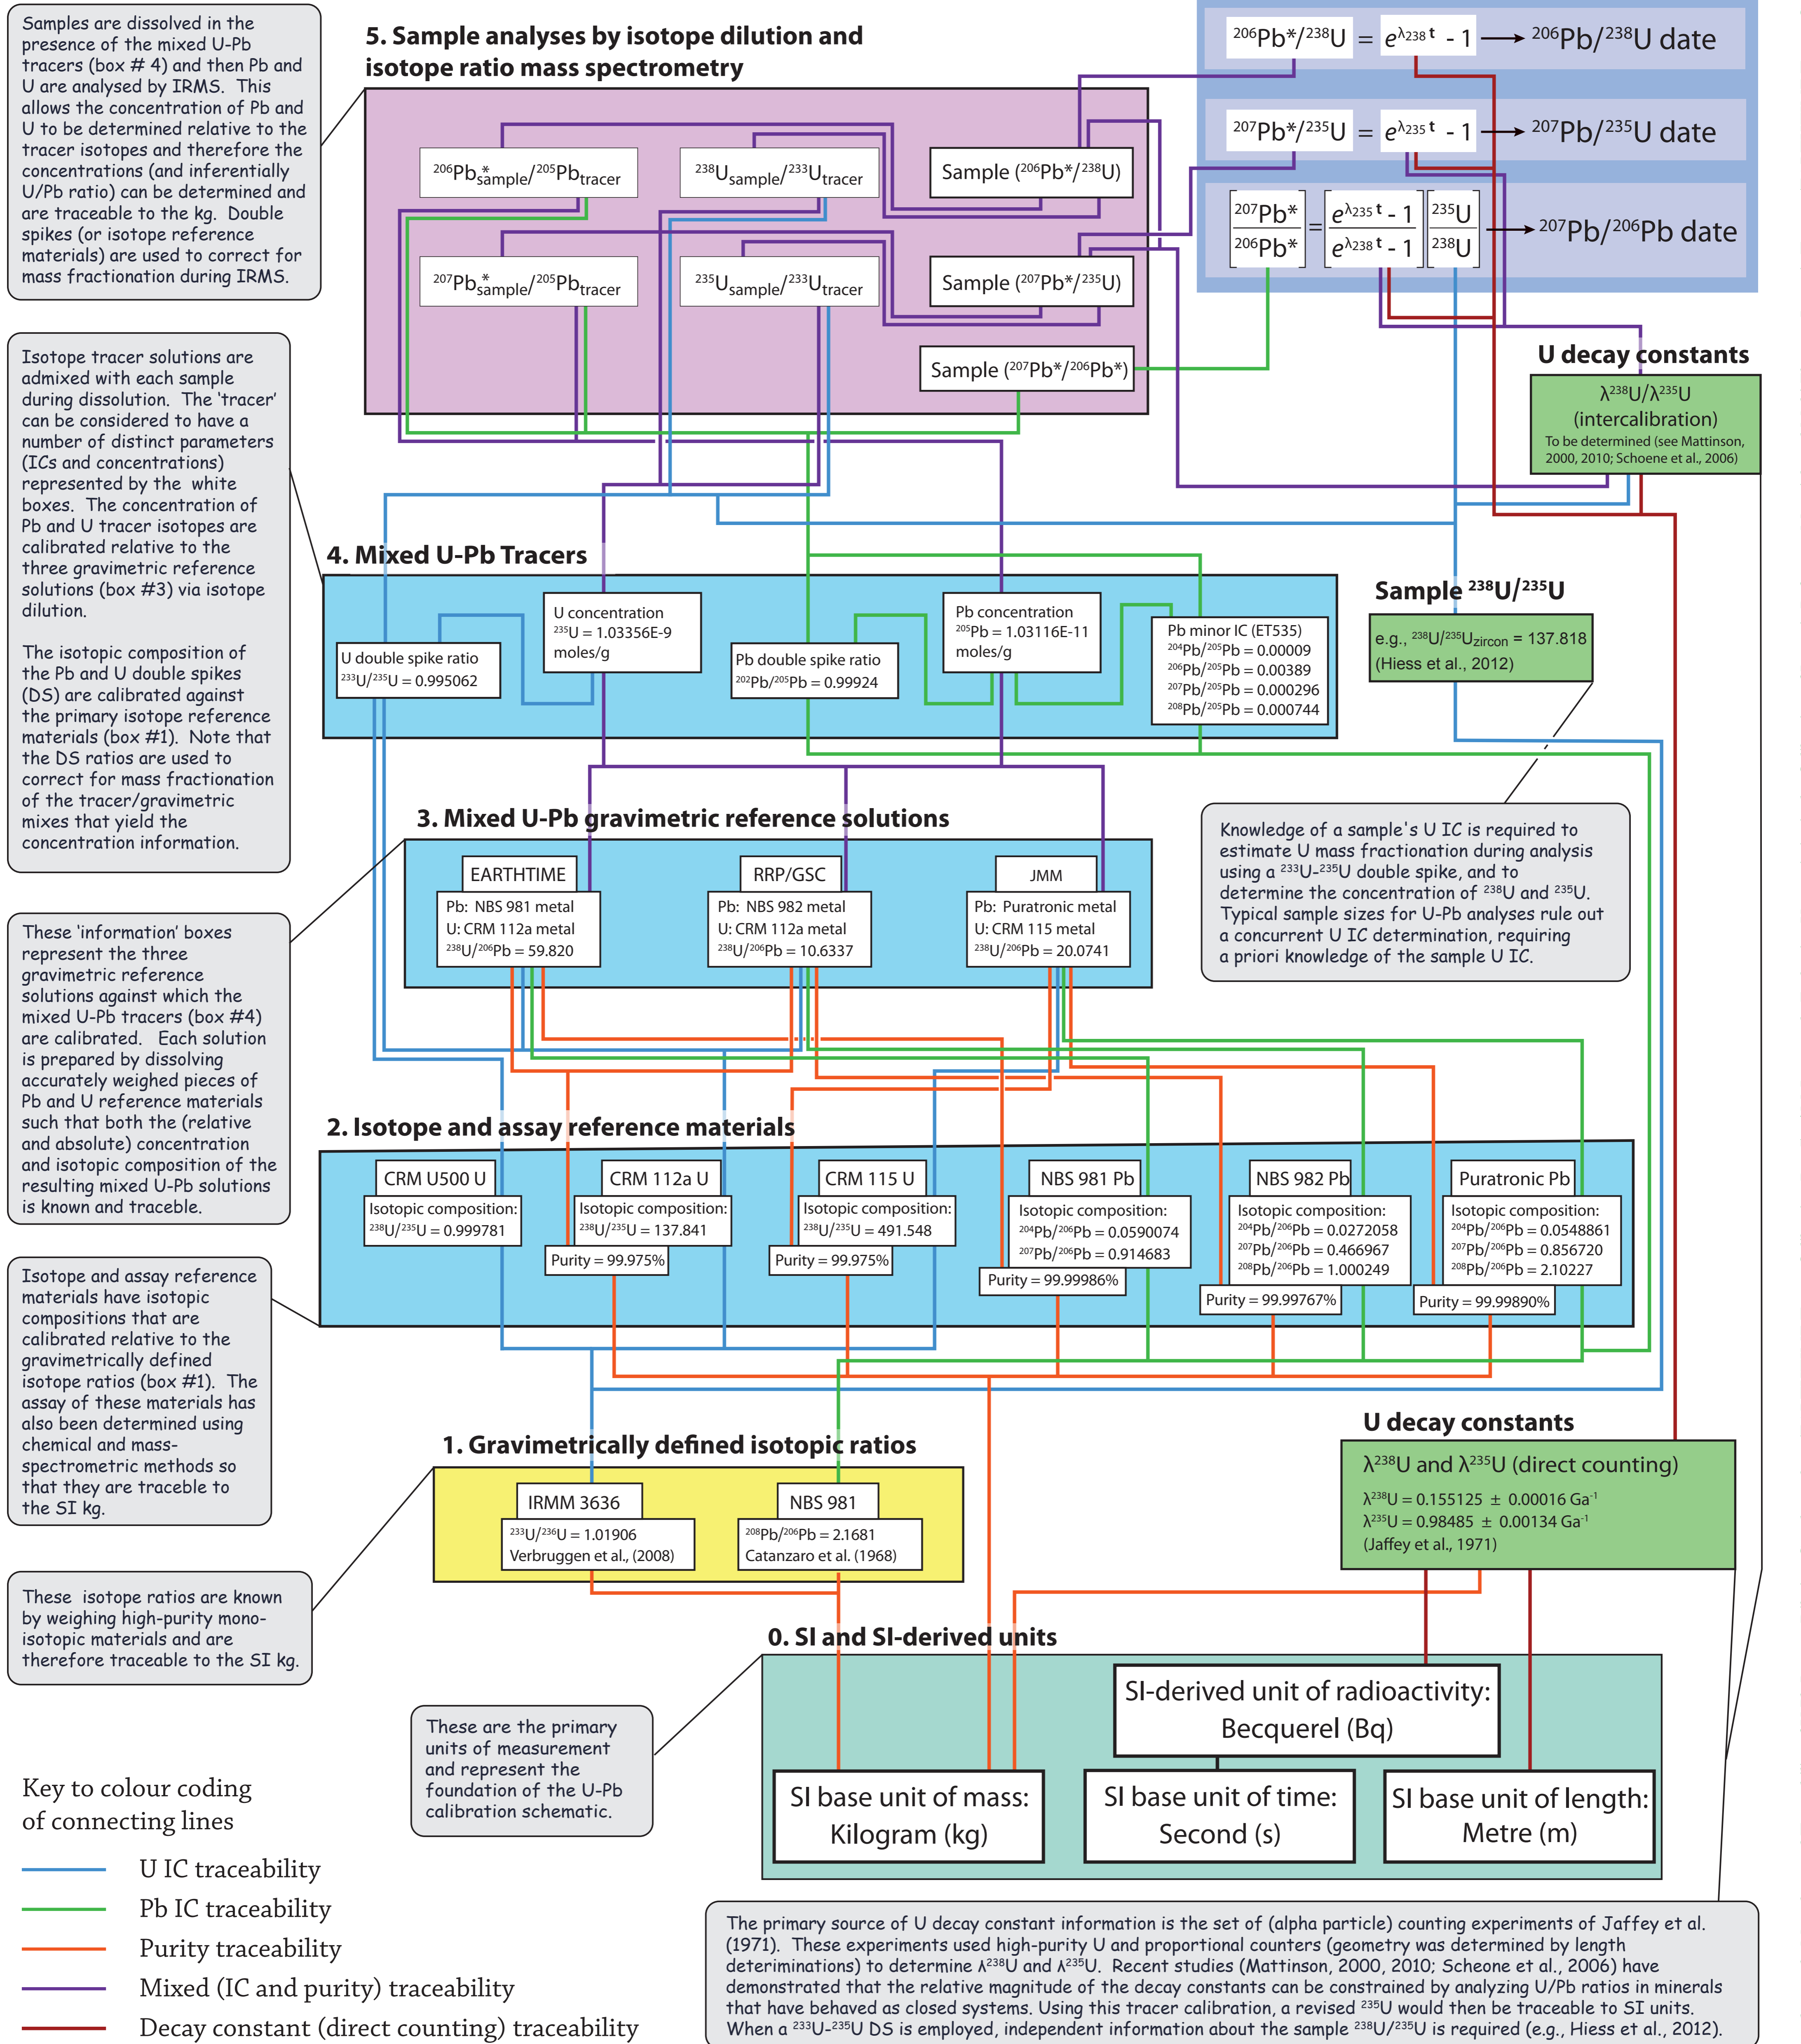 Samples are dissolved in the
presence of the mixed U-Pb
tracers (box # 4) and then Pb and
U are analysed by IRMS.  This
allows the concentration of Pb and
U to be determined relative to the
tracer isotopes and therefore the
concentrations (and inferentially
U/Pb ratio) can be determined and
are traceable to the kg.  Double
spikes (or isotope reference
materials) are used to correct for
mass fractionation during IRMS.
5. Sample analyses by isotope dilution and
isotope ratio mass spectrometry
²⁰⁶Pb*sample/²⁰⁵Pbtracer
²³⁸Usample/²³³Utracer
Sample (²⁰⁶Pb*/²³⁸U)
²⁰⁷Pb*sample/²⁰⁵Pbtracer
²³⁵Usample/²³³Utracer
Sample (²⁰⁷Pb*/²³⁵U)
Sample (²⁰⁷Pb*/²⁰⁶Pb*)
²⁰⁶Pb*/²³⁸U = e^λ238 t - 1 → ²⁰⁶Pb/²³⁸U date
²⁰⁷Pb*/²³⁵U = e^λ235 t - 1 → ²⁰⁷Pb/²³⁵U date
[²⁰⁷Pb*/²⁰⁶Pb*] = [e^λ235 t - 1 / e^λ238 t - 1] [²³⁵U/²³⁸U] → ²⁰⁷Pb/²⁰⁶Pb date
U decay constants
λ²³⁸U/λ²³⁵U
(intercalibration)
To be determined (see Mattinson,
2000, 2010; Schoene et al., 2006)
Isotope tracer solutions are
admixed with each sample
during dissolution.  The 'tracer'
can be considered to have a
number of distinct parameters
(ICs and concentrations)
represented by the  white
boxes.  The concentration of
Pb and U tracer isotopes are
calibrated relative to the
three gravimetric reference
solutions (box #3) via isotope
dilution.
The isotopic composition of
the Pb and U double spikes
(DS) are calibrated against
the primary isotope reference
materials (box #1).  Note that
the DS ratios are used to
correct for mass fractionation
of the tracer/gravimetric
mixes that yield the
concentration information.
4. Mixed U-Pb Tracers
U double spike ratio
²³³U/²³⁵U = 0.995062
U concentration
²³⁵U = 1.03356E-9
moles/g
Pb double spike ratio
²⁰²Pb/²⁰⁵Pb = 0.99924
Pb concentration
²⁰⁵Pb = 1.03116E-11
moles/g
Pb minor IC (ET535)
²⁰⁴Pb/²⁰⁵Pb = 0.00009
²⁰⁶Pb/²⁰⁵Pb = 0.00389
²⁰⁷Pb/²⁰⁵Pb = 0.000296
²⁰⁸Pb/²⁰⁵Pb = 0.000744
Sample ²³⁸U/²³⁵U
e.g., ²³⁸U/²³⁵Uzircon = 137.818
(Hiess et al., 2012)
Knowledge of a sample's U IC is required to
estimate U mass fractionation during analysis
using a ²³³U-²³⁵U double spike, and to
determine the concentration of ²³⁸U and ²³⁵U.
Typical sample sizes for U-Pb analyses rule out
a concurrent U IC determination, requiring
a priori knowledge of the sample U IC.
These 'information' boxes
represent the three
gravimetric reference
solutions against which the
mixed U-Pb tracers (box #4)
are calibrated.   Each solution
is prepared by dissolving
accurately weighed pieces of
Pb and U reference materials
such that both the (relative
and absolute) concentration
and isotopic composition of the
resulting mixed U-Pb solutions
is known and traceble.
3. Mixed U-Pb gravimetric reference solutions
EARTHTIME
Pb:  NBS 981 metal
U: CRM 112a metal
²³⁸U/²⁰⁶Pb = 59.820
RRP/GSC
Pb:  NBS 982 metal
U: CRM 112a metal
²³⁸U/²⁰⁶Pb = 10.6337
JMM
Pb:  Puratronic metal
U: CRM 115 metal
²³⁸U/²⁰⁶Pb = 20.0741
Isotope and assay reference
materials have isotopic
compositions that are
calibrated relative to the
gravimetrically defined
isotope ratios (box #1).  The
assay of these materials has
also been determined using
chemical and mass-
spectrometric methods so
that they are traceble to
the SI kg.
2. Isotope and assay reference materials
CRM U500 U
Isotopic composition:
²³⁸U/²³⁵U = 0.999781
CRM 112a U
Isotopic composition:
²³⁸U/²³⁵U = 137.841
Purity = 99.975%
CRM 115 U
Isotopic composition:
²³⁸U/²³⁵U = 491.548
Purity = 99.975%
NBS 981 Pb
Isotopic composition:
²⁰⁴Pb/²⁰⁶Pb = 0.0590074
²⁰⁷Pb/²⁰⁶Pb = 0.914683
Purity = 99.99986%
NBS 982 Pb
Isotopic composition:
²⁰⁴Pb/²⁰⁶Pb = 0.0272058
²⁰⁷Pb/²⁰⁶Pb = 0.466967
²⁰⁸Pb/²⁰⁶Pb = 1.000249
Purity = 99.99767%
Puratronic Pb
Isotopic composition:
²⁰⁴Pb/²⁰⁶Pb = 0.0548861
²⁰⁷Pb/²⁰⁶Pb = 0.856720
²⁰⁸Pb/²⁰⁶Pb = 2.10227
Purity = 99.99890%
1. Gravimetrically defined isotopic ratios
IRMM 3636
²³³U/²³⁶U = 1.01906
Verbruggen et al., (2008)
NBS 981
²⁰⁸Pb/²⁰⁶Pb = 2.1681
Catanzaro et al. (1968)
These  isotope ratios are known
by weighing high-purity mono-
isotopic materials and are
therefore traceable to the SI kg.
U decay constants
λ²³⁸U and λ²³⁵U (direct counting)
λ²³⁸U = 0.155125 ± 0.00016 Ga⁻¹
λ²³⁵U = 0.98485 ± 0.00134 Ga⁻¹
(Jaffey et al., 1971)
0. SI and SI-derived units
SI-derived unit of radioactivity:
Becquerel (Bq)
SI base unit of mass:
Kilogram (kg)
SI base unit of time:
Second (s)
SI base unit of length:
Metre (m)
These are the primary
units of measurement
and represent the
foundation of the U-Pb
calibration schematic.
Key to colour coding
of connecting lines
U IC traceability
Pb IC traceability
Purity traceability
Mixed (IC and purity) traceability
Decay constant (direct counting) traceability
The primary source of U decay constant information is the set of (alpha particle) counting experiments of Jaffey et al.
(1971).  These experiments used high-purity U and proportional counters (geometry was determined by length
deteriminations) to determine λ²³⁸U and λ²³⁵U.  Recent studies (Mattinson, 2000, 2010; Scheone et al., 2006) have
demonstrated that the relative magnitude of the decay constants can be constrained by analyzing U/Pb ratios in minerals
that have behaved as closed systems. Using this tracer calibration, a revised ²³⁵U would then be traceable to SI units.
When a ²³³U-²³⁵U DS is employed, independent information about the sample ²³⁸U/²³⁵U is required (e.g., Hiess et al., 2012).